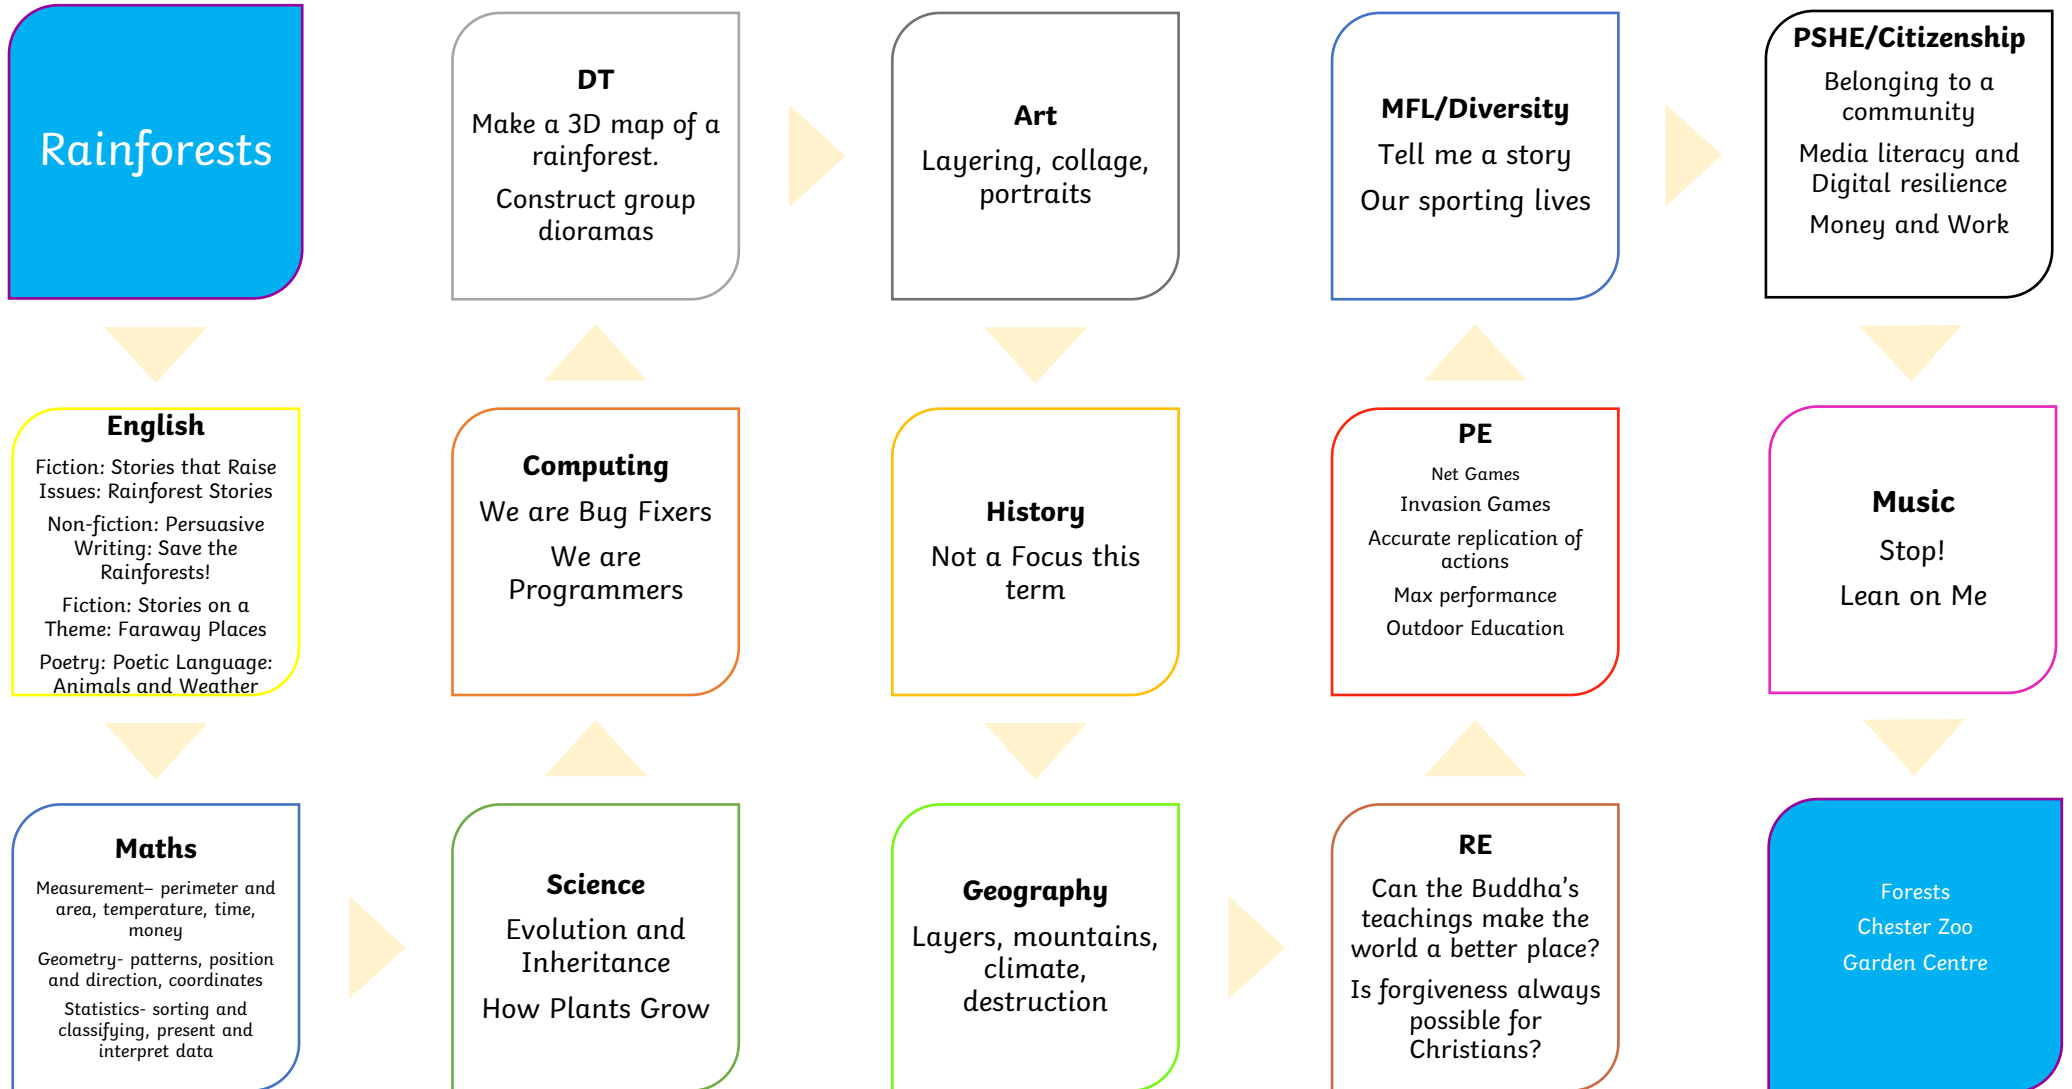 Rainforests
English
Fiction: Stories that Raise
Issues: Rainforest Stories
Non-fiction: Persuasive
Writing: Save the
Rainforests!
Fiction: Stories on a
Theme: Faraway Places
Poetry: Poetic Language:
Animals and Weather
Maths
Measurement– perimeter and
area, temperature, time,
money
Geometry- patterns, position
and direction, coordinates
Statistics- sorting and
classifying, present and
interpret data
Science
Evolution and
Inheritance
How Plants Grow
Computing
We are Bug Fixers
We are
Programmers
DT
Make a 3D map of a
rainforest.
Construct group
dioramas
Art
Layering, collage,
portraits
History
Not a Focus this
term
Geography
Layers, mountains,
climate,
destruction
RE
Can the Buddha’s
teachings make the
world a better place?
Is forgiveness always
possible for
Christians?
PE
Net Games
Invasion Games
Accurate replication of
actions
Max performance
Outdoor Education
MFL/Diversity
Tell me a story
Our sporting lives
PSHE/Citizenship
Belonging to a
community
Media literacy and
Digital resilience
Money and Work
Music
Stop!
Lean on Me
Forests
Chester Zoo
Garden Centre